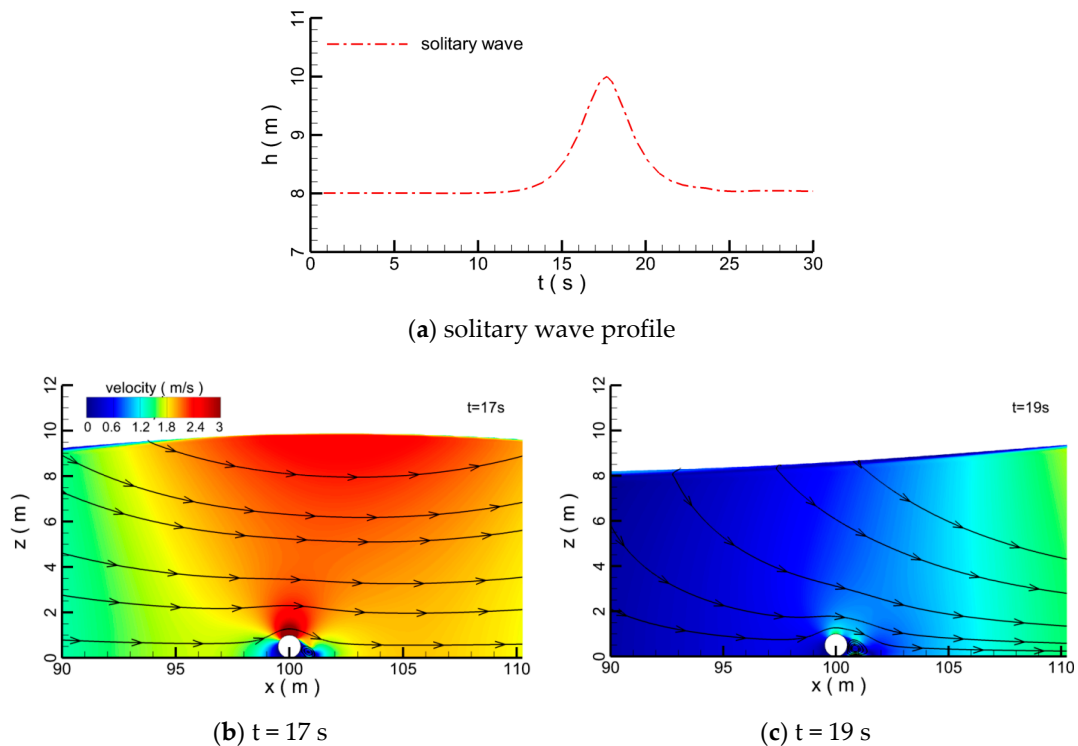 11
10
9
8
7
h ( m )
solitary wave
0 5 10 15 20 25 30
t ( s )
(a) solitary wave profile
12
10
8
6
4
2
0
z ( m )
velocity ( m/s )
0 0.6 1.2 1.8 2.4 3
t=17s
90 95 100 105 110
x ( m )
(b) t = 17 s
12
10
8
6
4
2
0
z ( m )
t=19s
90 95 100 105 110
x ( m )
(c) t = 19 s